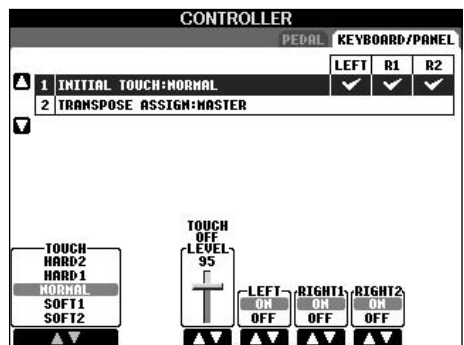 CONTROLLER
PEDAL KEYBOARD/PANEL
LEFT R1 R2
1 INITIAL TOUCH:NORMAL
2 TRANSPOSE ASSIGN:MASTER
TOUCH
HARD2
HARD1
NORMAL
SOFT1
SOFT2
TOUCH
OFF
LEVEL
95
LEFT RIGHT1 RIGHT2
ON ON ON
OFF OFF OFF